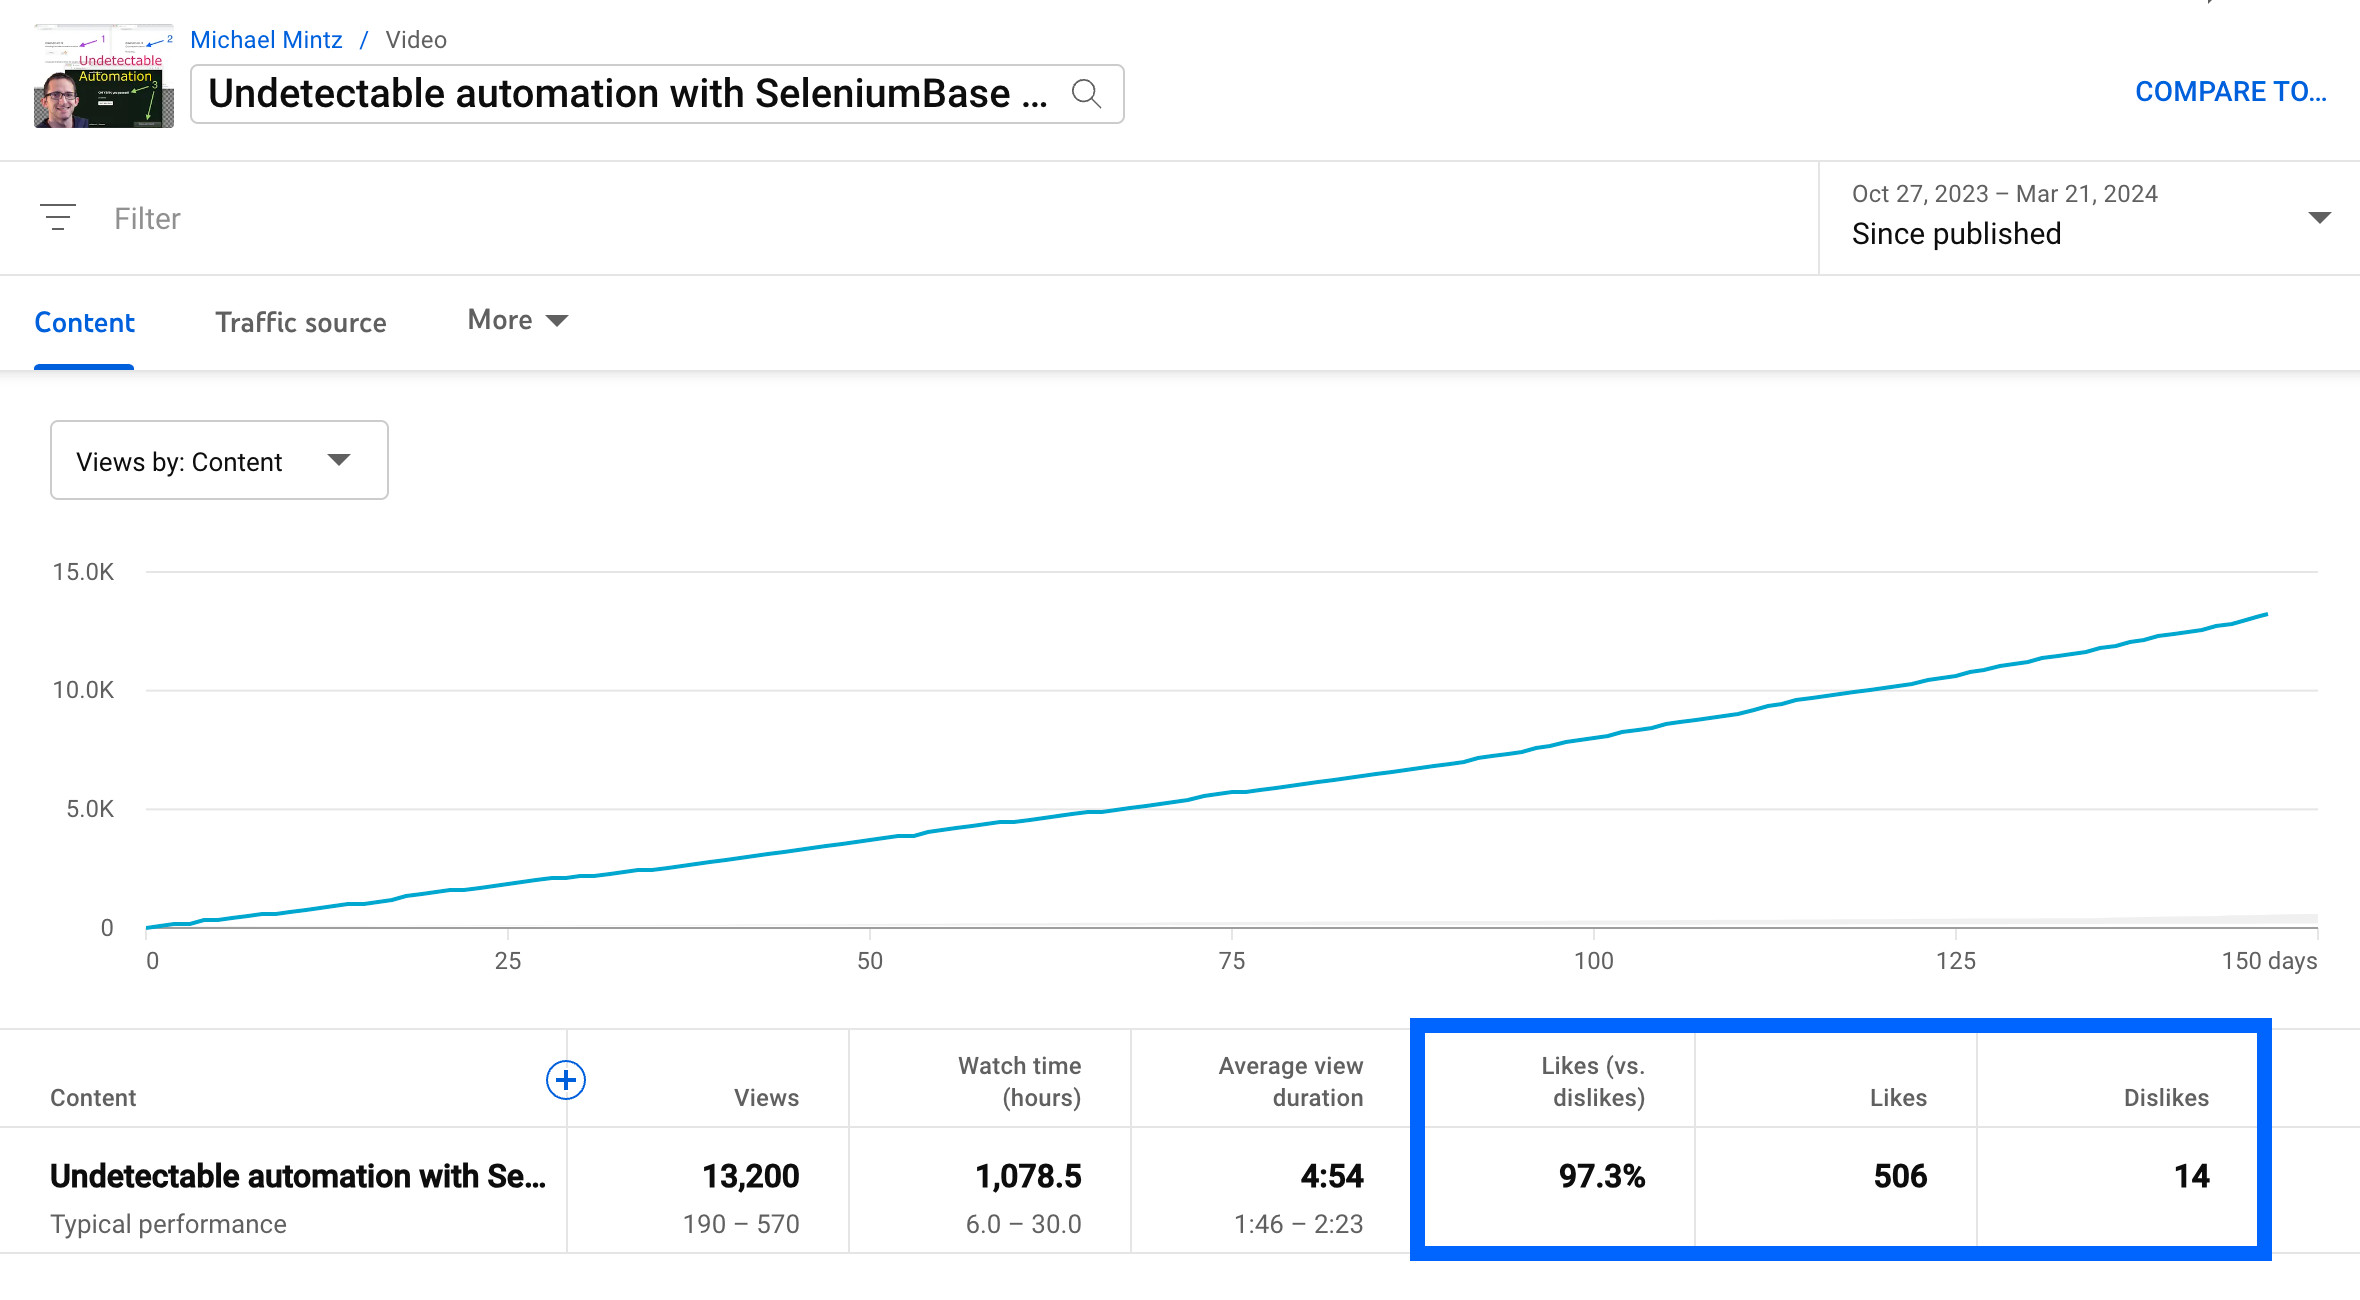 Michael Mintz / Video
1
2
Undetectable
Automation
3
Undetectable automation with SeleniumBase ...
COMPARE TO...
Filter
Oct 27, 2023 – Mar 21, 2024
Since published
Content
Traffic source
More
Views by: Content
15.0K
10.0K
5.0K
0
0 25 50 75 100 125 150 days
Content Views Watch time (hours) Average view duration Likes (vs. dislikes) Likes Dislikes
Undetectable automation with Se... 13,200 1,078.5 4:54 97.3% 506 14
Typical performance 190 – 570 6.0 – 30.0 1:46 – 2:23